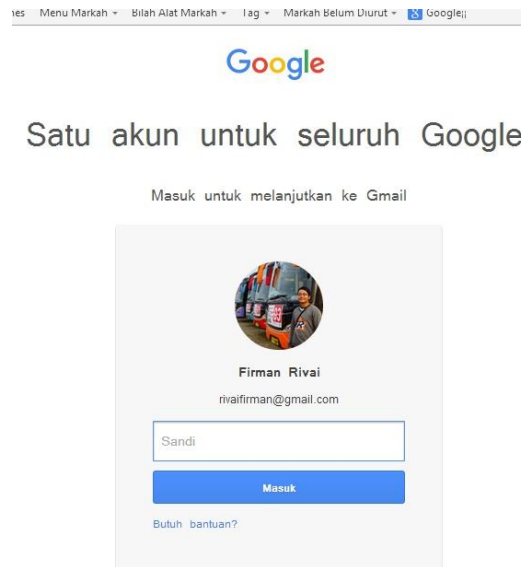 Menu Markah Bilah Alat Markah Tag Markah Belum Diurut Google;;
Google
Satu akun untuk seluruh Google
Masuk untuk melanjutkan ke Gmail
Firman Rivai
rivaifirman@gmail.com
Sandi
Masuk
Butuh bantuan?